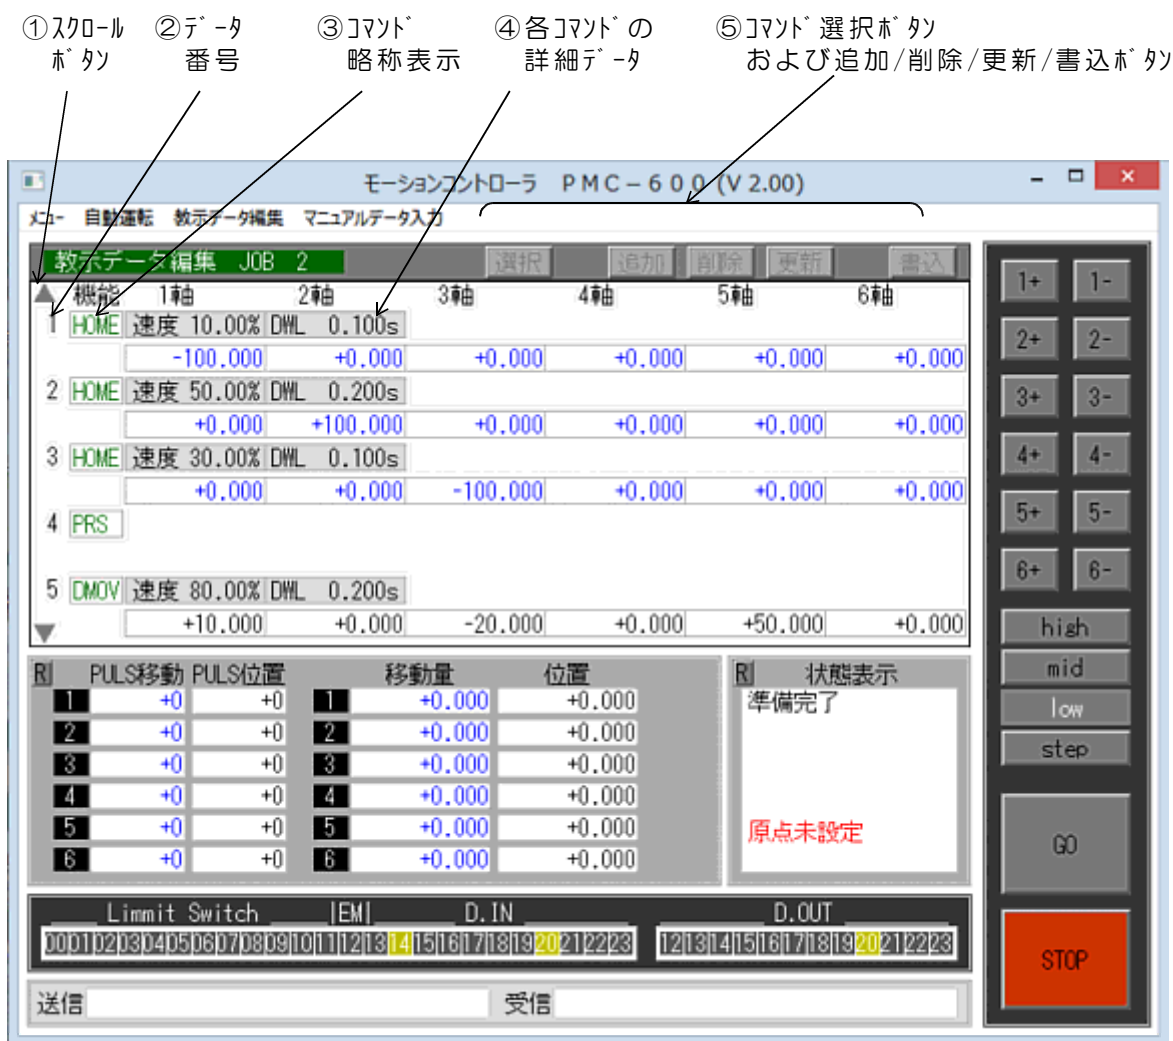 ①ｽｸﾛｰﾙ ②ﾃﾞｰﾀ ③ｺﾏﾝﾄﾞ ④各ｺﾏﾝﾄﾞの ⑤ｺﾏﾝﾄﾞ選択ﾎﾞﾀﾝ
ﾎﾞﾀﾝ 番号 略称表示 詳細ﾃﾞｰﾀ および追加/削除/更新/書込ﾎﾞﾀﾝ
モーションコントローラ ＰＭＣ－６００ (V 2.00)
ﾒﾆｭｰ 自動運転 教示データ編集 マニュアルデータ入力
教示データ編集 JOB 2 選択 追加 削除 更新 書込
機能 1軸 2軸 3軸 4軸 5軸 6軸
1 HOME 速度 10.00% DWL 0.100s
-100.000 +0.000 +0.000 +0.000 +0.000 +0.000
2 HOME 速度 50.00% DWL 0.200s
+0.000 +100.000 +0.000 +0.000 +0.000 +0.000
3 HOME 速度 30.00% DWL 0.100s
+0.000 +0.000 -100.000 +0.000 +0.000 +0.000
4 PRS
5 DMOV 速度 80.00% DWL 0.200s
+10.000 +0.000 -20.000 +0.000 +50.000 +0.000
R PULS移動 PULS位置 移動量 位置
1 +0 +0 1 +0.000 +0.000
2 +0 +0 2 +0.000 +0.000
3 +0 +0 3 +0.000 +0.000
4 +0 +0 4 +0.000 +0.000
5 +0 +0 5 +0.000 +0.000
6 +0 +0 6 +0.000 +0.000
R 状態表示
準備完了
原点未設定
Limmit Switch |EM| D.IN D.OUT
00 01 02 03 04 05 06 07 08 09 10 11 12 13 14 15 16 17 18 19 20 21 22 23 12 13 14 15 16 17 18 19 20 21 22 23
送信 受信
1+ 1-
2+ 2-
3+ 3-
4+ 4-
5+ 5-
6+ 6-
high
mid
low
step
GO
STOP